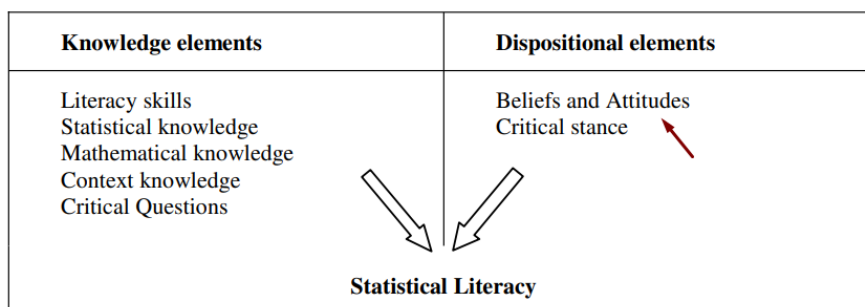 Knowledge elements
Dispositional elements
Literacy skills
Statistical knowledge
Mathematical knowledge
Context knowledge
Critical Questions
Beliefs and Attitudes
Critical stance
Statistical Literacy